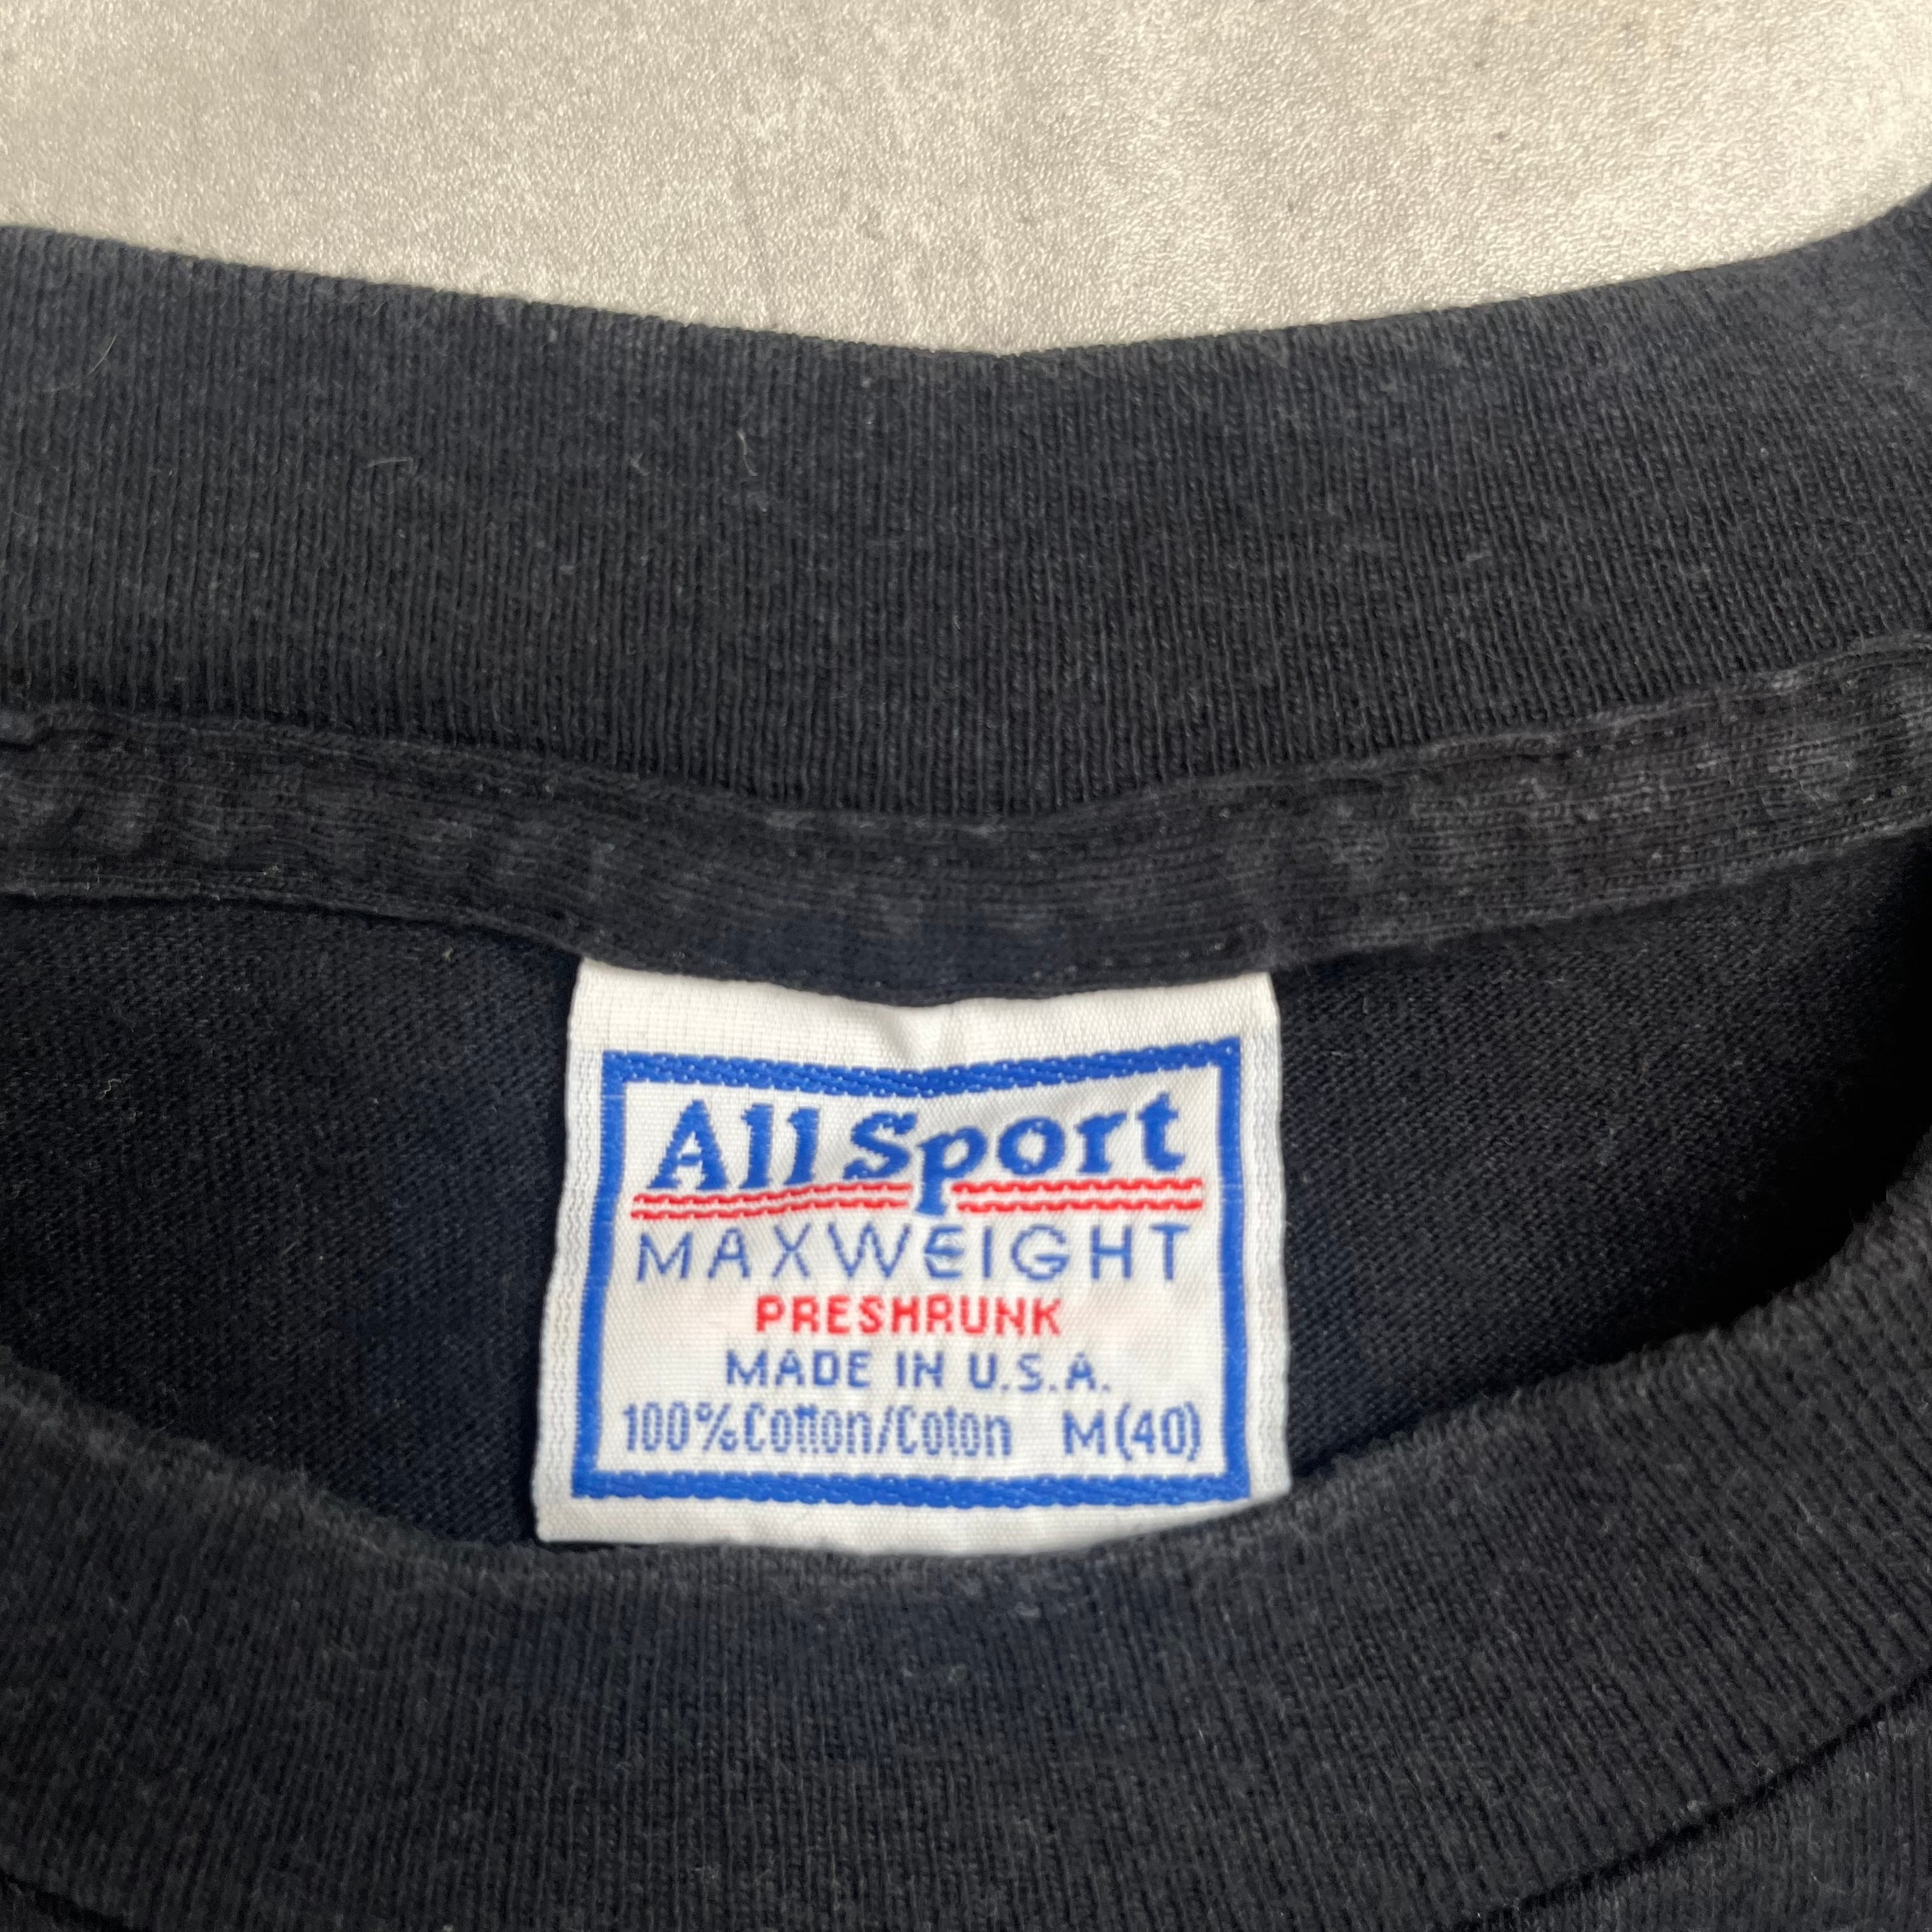 All Sport
MAXWEIGHT
PRESHRUNK
MADE IN U.S.A.
100% Cotton/Coton M(40)